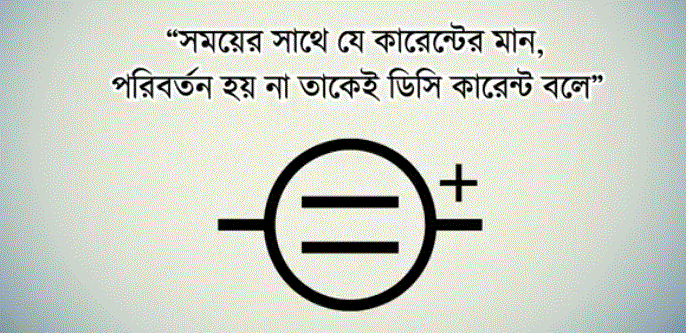 “সময়ের সাথে যে কারেন্টের মান,
পরিবর্তন হয় না তাকেই ডিসি কারেন্ট বলে”
+